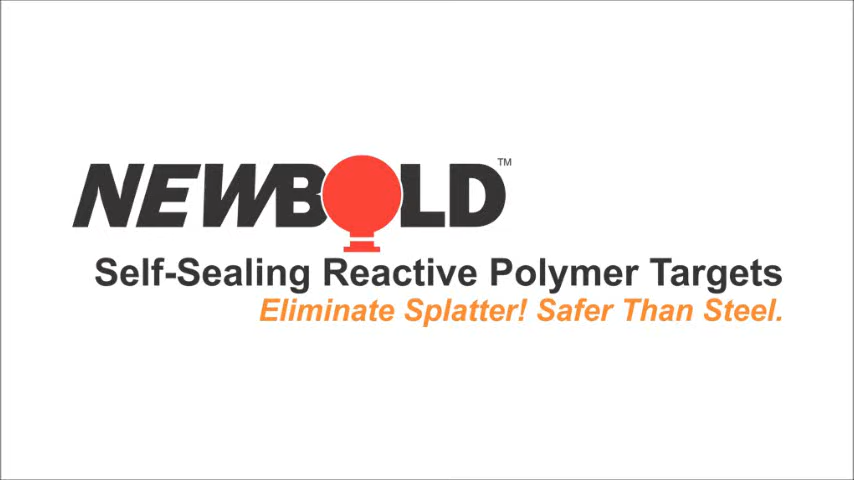 NEWBOLD™
Self-Sealing Reactive Polymer Targets
Eliminate Splatter! Safer Than Steel.